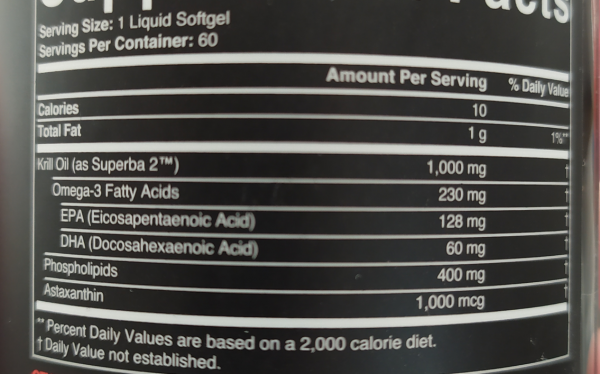 Facts
Serving Size: 1 Liquid Softgel
Servings Per Container: 60
Amount Per Serving % Daily Value
Calories 10
Total Fat 1 g 1%**
Krill Oil (as Superba 2™) 1,000 mg †
Omega-3 Fatty Acids 230 mg †
EPA (Eicosapentaenoic Acid) 128 mg †
DHA (Docosahexaenoic Acid) 60 mg †
Phospholipids 400 mg †
Astaxanthin 1,000 mcg †
** Percent Daily Values are based on a 2,000 calorie diet.
† Daily Value not established.